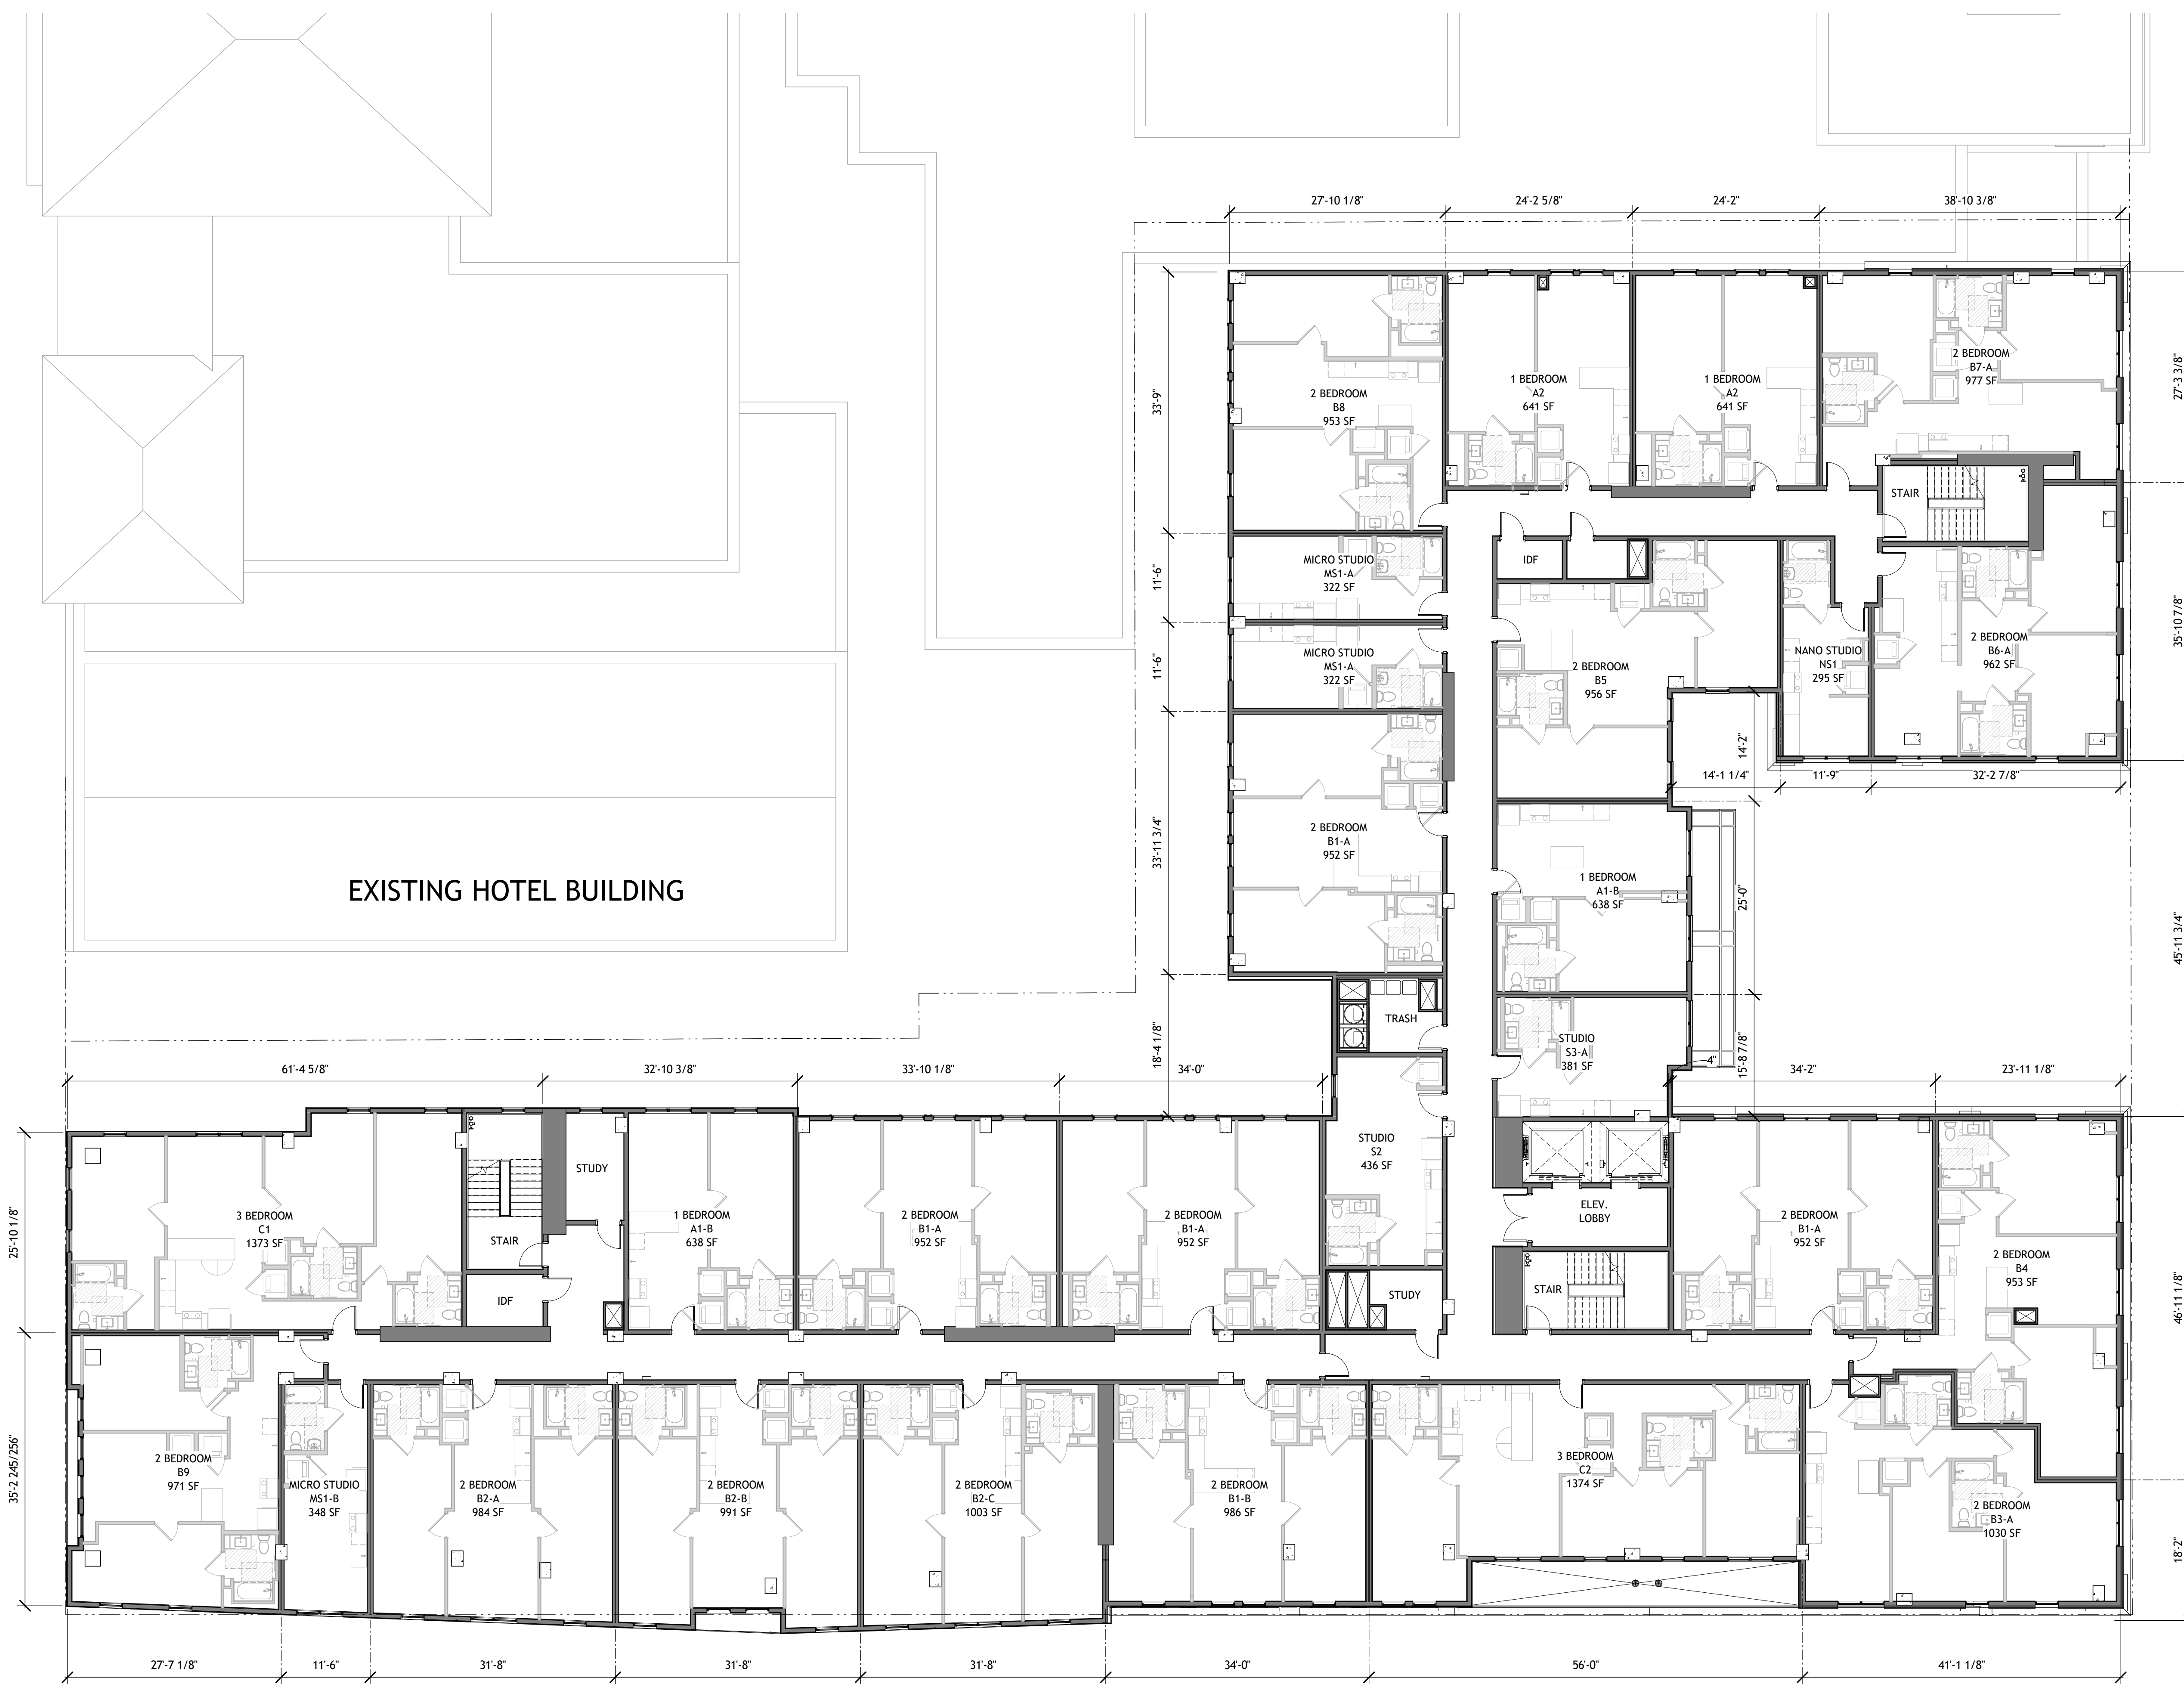 27'-10 1/8"
24'-2 5/8"
24'-2"
38'-10 3/8"
33'-9"
27'-3 3/8"
2 BEDROOM
B8
953 SF
1 BEDROOM
A2
641 SF
1 BEDROOM
A2
641 SF
2 BEDROOM
B7-A
977 SF
STAIR
11'-6"
MICRO STUDIO
MS1-A
322 SF
IDF
11'-6"
MICRO STUDIO
MS1-A
322 SF
2 BEDROOM
B5
956 SF
NANO STUDIO
NS1
295 SF
2 BEDROOM
B6-A
962 SF
35'-10 7/8"
14'-2"
14'-1 1/4"
11'-9"
32'-2 7/8"
33'-11 3/4"
2 BEDROOM
B1-A
952 SF
1 BEDROOM
A1-B
638 SF
25'-0"
45'-11 3/4"
EXISTING HOTEL BUILDING
TRASH
18'-4 1/8"
STUDIO
S3-A
381 SF
4"
15'-8 7/8"
61'-4 5/8"
32'-10 3/8"
33'-10 1/8"
34'-0"
34'-2"
23'-11 1/8"
25'-10 1/8"
3 BEDROOM
C1
1373 SF
STAIR
IDF
STUDY
1 BEDROOM
A1-B
638 SF
2 BEDROOM
B1-A
952 SF
2 BEDROOM
B1-A
952 SF
STUDIO
S2
436 SF
STUDY
ELEV.
LOBBY
STAIR
2 BEDROOM
B1-A
952 SF
2 BEDROOM
B4
953 SF
46'-11 1/8"
35'-2 245/256"
2 BEDROOM
B9
971 SF
MICRO STUDIO
MS1-B
348 SF
2 BEDROOM
B2-A
984 SF
2 BEDROOM
B2-B
991 SF
2 BEDROOM
B2-C
1003 SF
2 BEDROOM
B1-B
986 SF
3 BEDROOM
C2
1374 SF
2 BEDROOM
B3-A
1030 SF
18'-2"
27'-7 1/8"
11'-6"
31'-8"
31'-8"
31'-8"
34'-0"
56'-0"
41'-1 1/8"